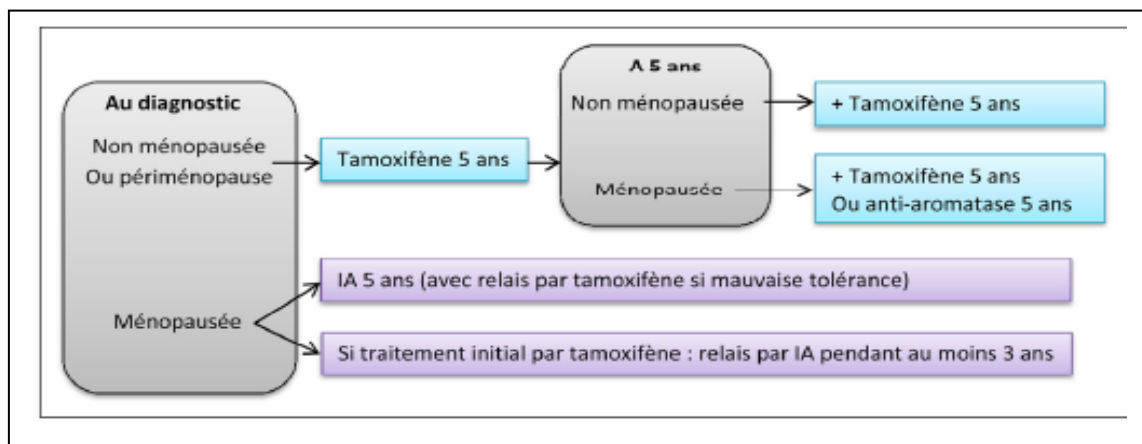 Au diagnostic
Non ménopausée
Ou périménopause
Tamoxifène 5 ans
A 5 ans
Non ménopausée
+ Tamoxifène 5 ans
Ménopausée
+ Tamoxifène 5 ans
Ou anti-aromatase 5 ans
Ménopausée
IA 5 ans (avec relais par tamoxifène si mauvaise tolérance)
Si traitement initial par tamoxifène : relais par IA pendant au moins 3 ans